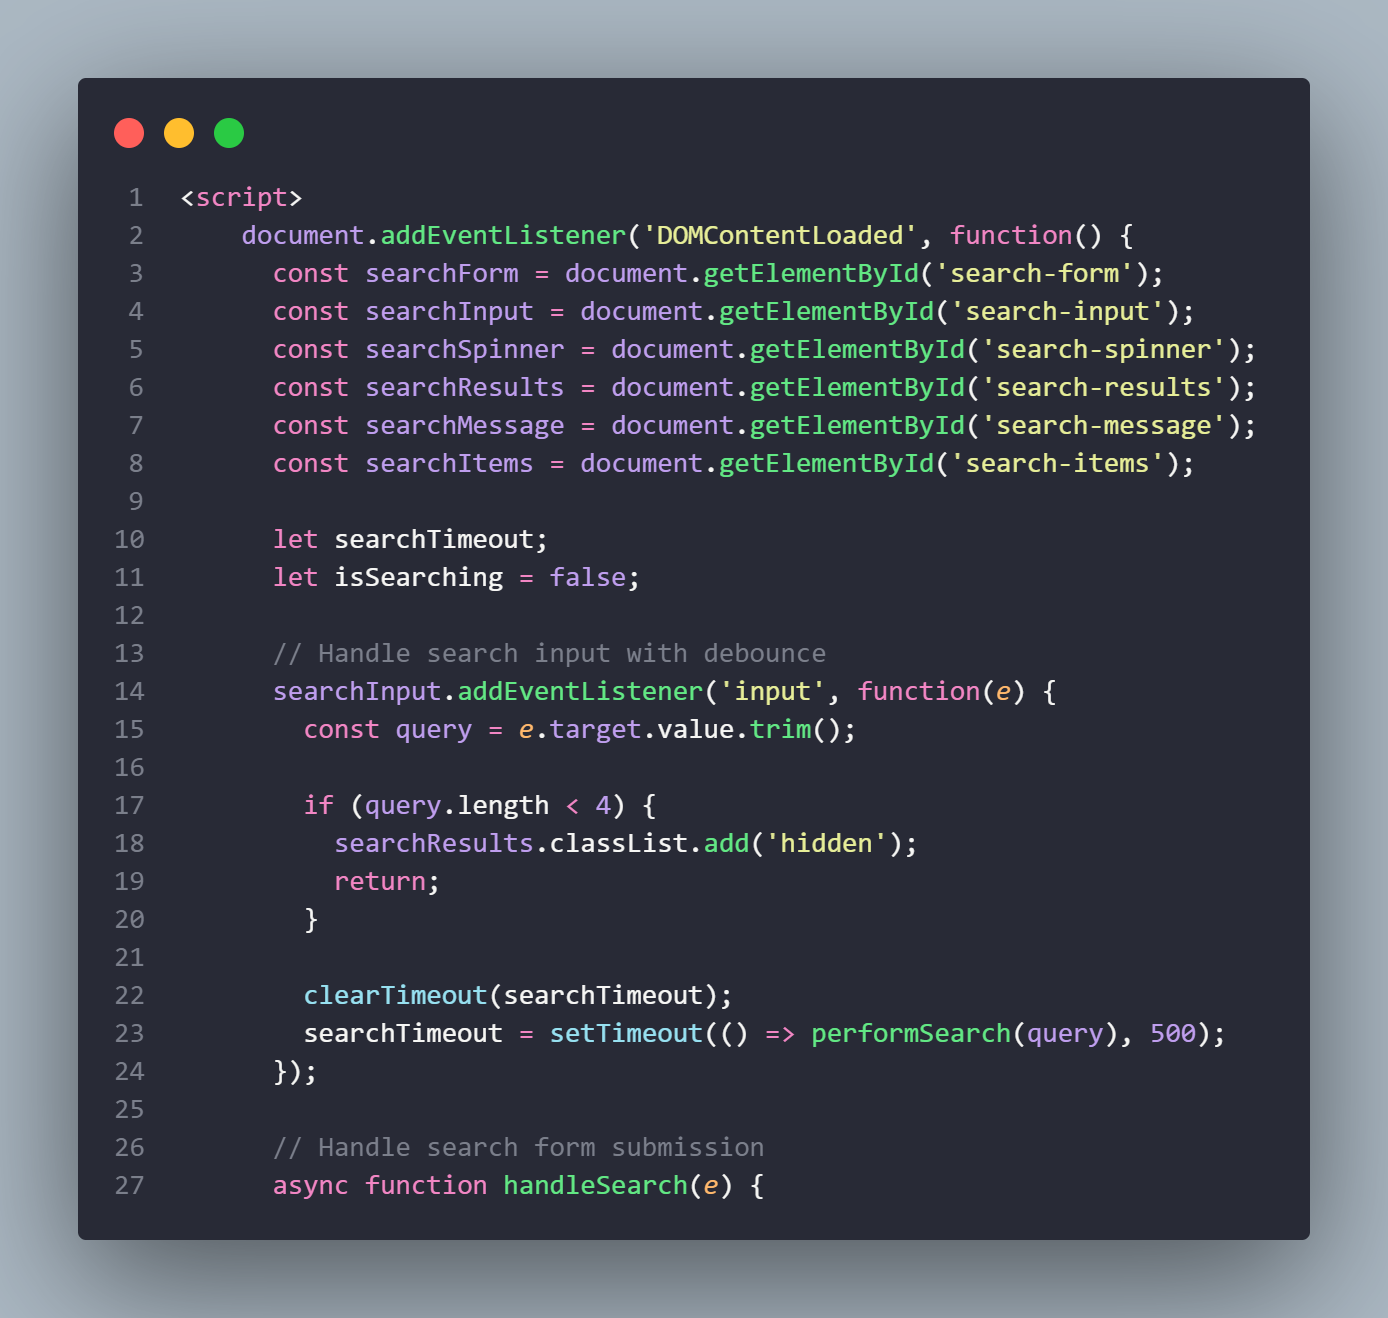 1 <script>
2     document.addEventListener('DOMContentLoaded', function() {
3       const searchForm = document.getElementById('search-form');
4       const searchInput = document.getElementById('search-input');
5       const searchSpinner = document.getElementById('search-spinner');
6       const searchResults = document.getElementById('search-results');
7       const searchMessage = document.getElementById('search-message');
8       const searchItems = document.getElementById('search-items');
9
10       let searchTimeout;
11       let isSearching = false;
12
13       // Handle search input with debounce
14       searchInput.addEventListener('input', function(e) {
15         const query = e.target.value.trim();
16
17         if (query.length < 4) {
18           searchResults.classList.add('hidden');
19           return;
20         }
21
22         clearTimeout(searchTimeout);
23         searchTimeout = setTimeout(() => performSearch(query), 500);
24       });
25
26       // Handle search form submission
27       async function handleSearch(e) {